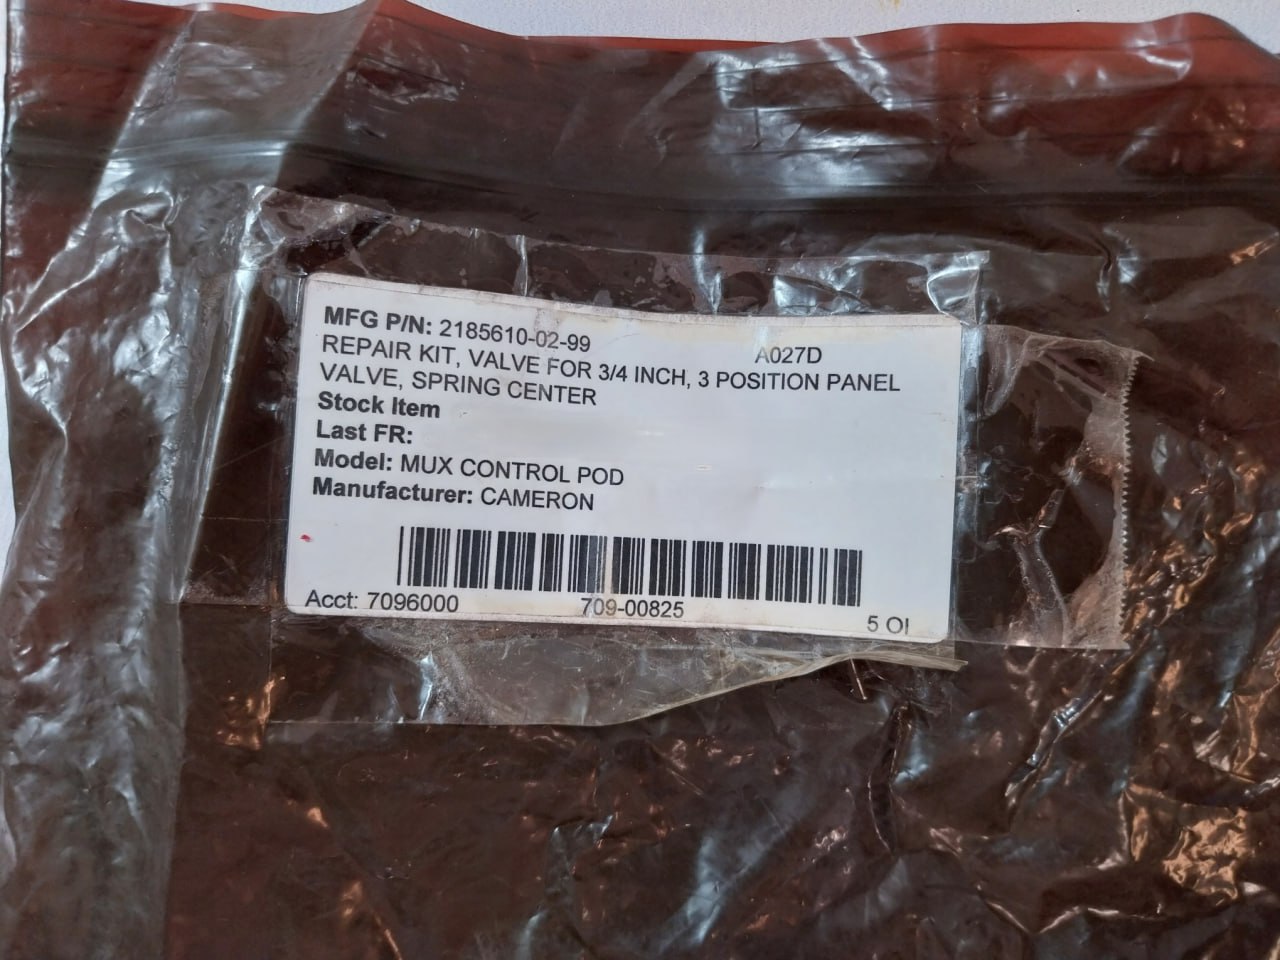 MFG P/N: 2185610-02-99 A027D
REPAIR KIT, VALVE FOR 3/4 INCH, 3 POSITION PANEL
VALVE, SPRING CENTER
Stock Item
Last FR:
Model: MUX CONTROL POD
Manufacturer: CAMERON
Acct: 7096000 709-00825 5 OI